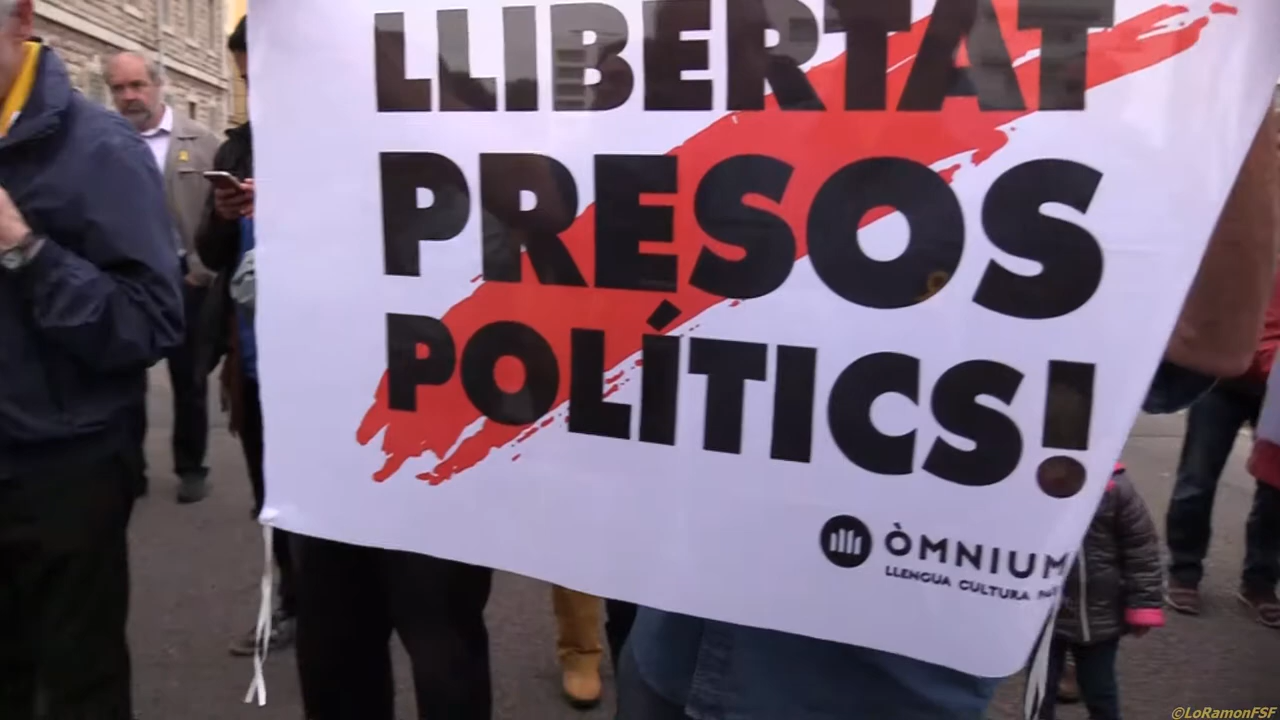 LLIBERTAT
PRESOS
POLÍTICS!
ÒMNIUM
LLENGUA CULTURA
©LoRamonFSF